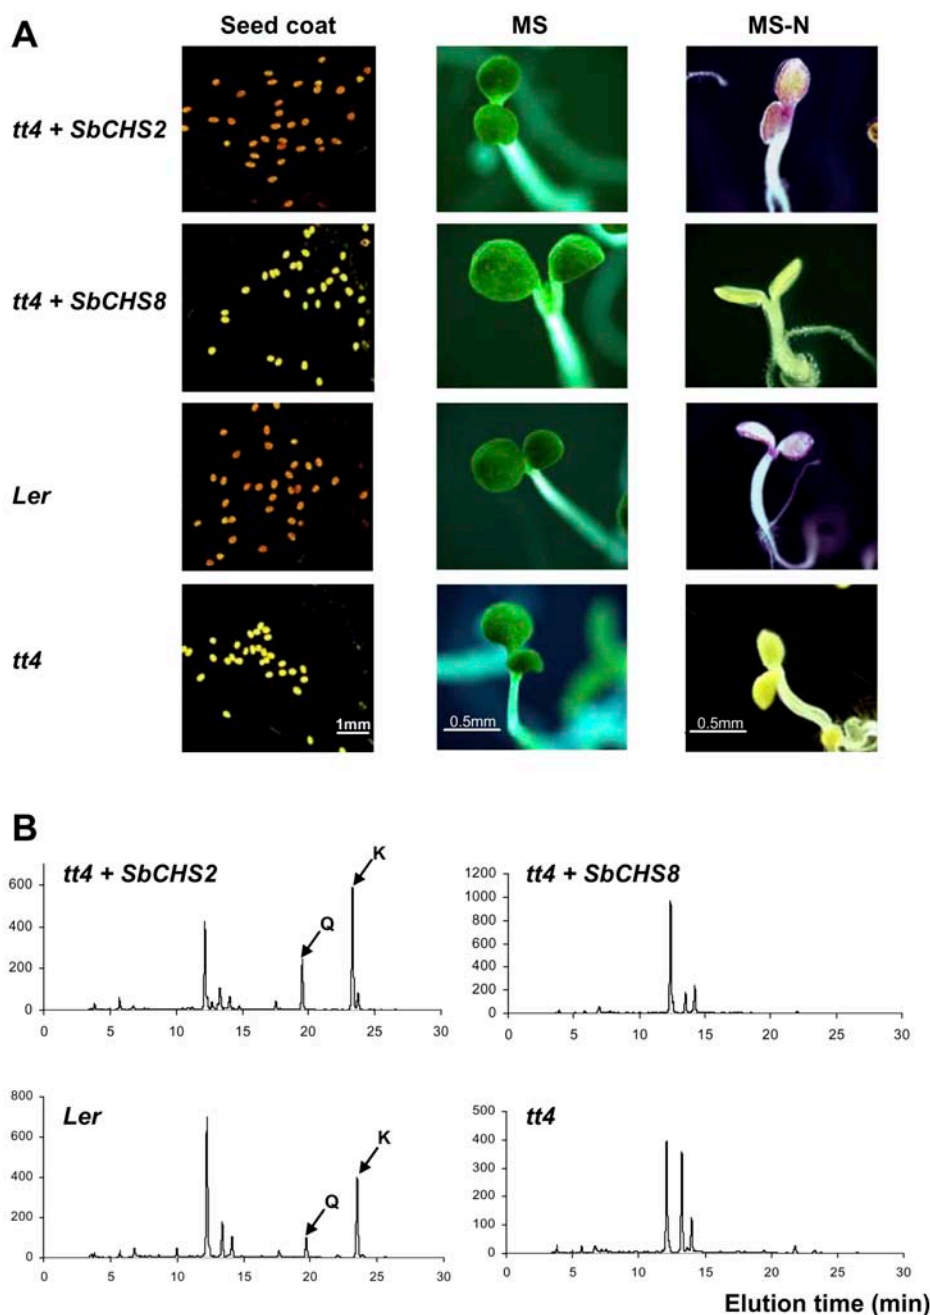 A
Seed coat MS MS-N
tt4 + SbCHS2
tt4 + SbCHS8
Ler
tt4
1mm 0.5mm 0.5mm
B
tt4 + SbCHS2
K
Q
600
400
200
0
0 5 10 15 20 25 30
tt4 + SbCHS8
1200
1000
800
600
400
200
0
0 5 10 15 20 25 30
Ler
K
Q
800
600
400
200
0
0 5 10 15 20 25 30
tt4
500
400
300
200
100
0
0 5 10 15 20 25 30
Elution time (min)